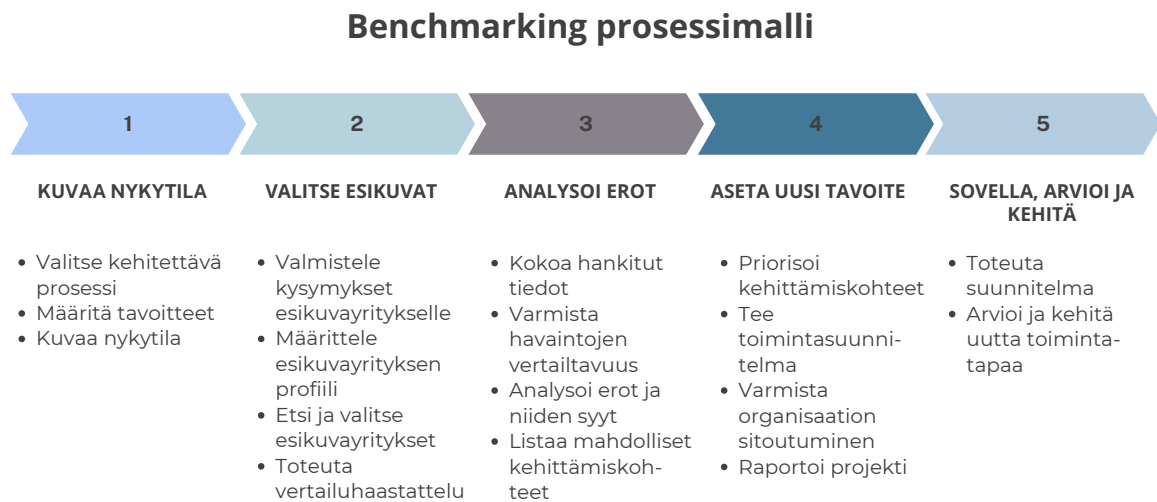 Benchmarking prosessimalli
1
2
3
4
5
KUVAA NYKYTILA
• Valitse kehitettävä
prosessi
• Määritä tavoitteet
• Kuvaa nykytila
VALITSE ESIKUVAT
• Valmistele
kysymykset
esikuvayritykselle
• Määrittele
esikuvayrityksen
profiili
• Etsi ja valitse
esikuvayritykset
• Toteuta
vertailuhaastattelu
ANALYSOI EROT
• Kokoa hankitut
tiedot
• Varmista
havaintojen
vertailtavuus
• Analysoi erot ja
niiden syyt
• Listaa mahdolliset
kehittämiskoh-
teet
ASETA UUSI TAVOITE
• Priorisoi
kehittämiskohteet
• Tee
toimintasuunni-
telma
• Varmista
organisaation
sitoutuminen
• Raportoi projekti
SOVELLA, ARVIOI JA
KEHITÄ
• Toteuta
suunnitelma
• Arvioi ja kehitä
uutta toiminta-
tapaa